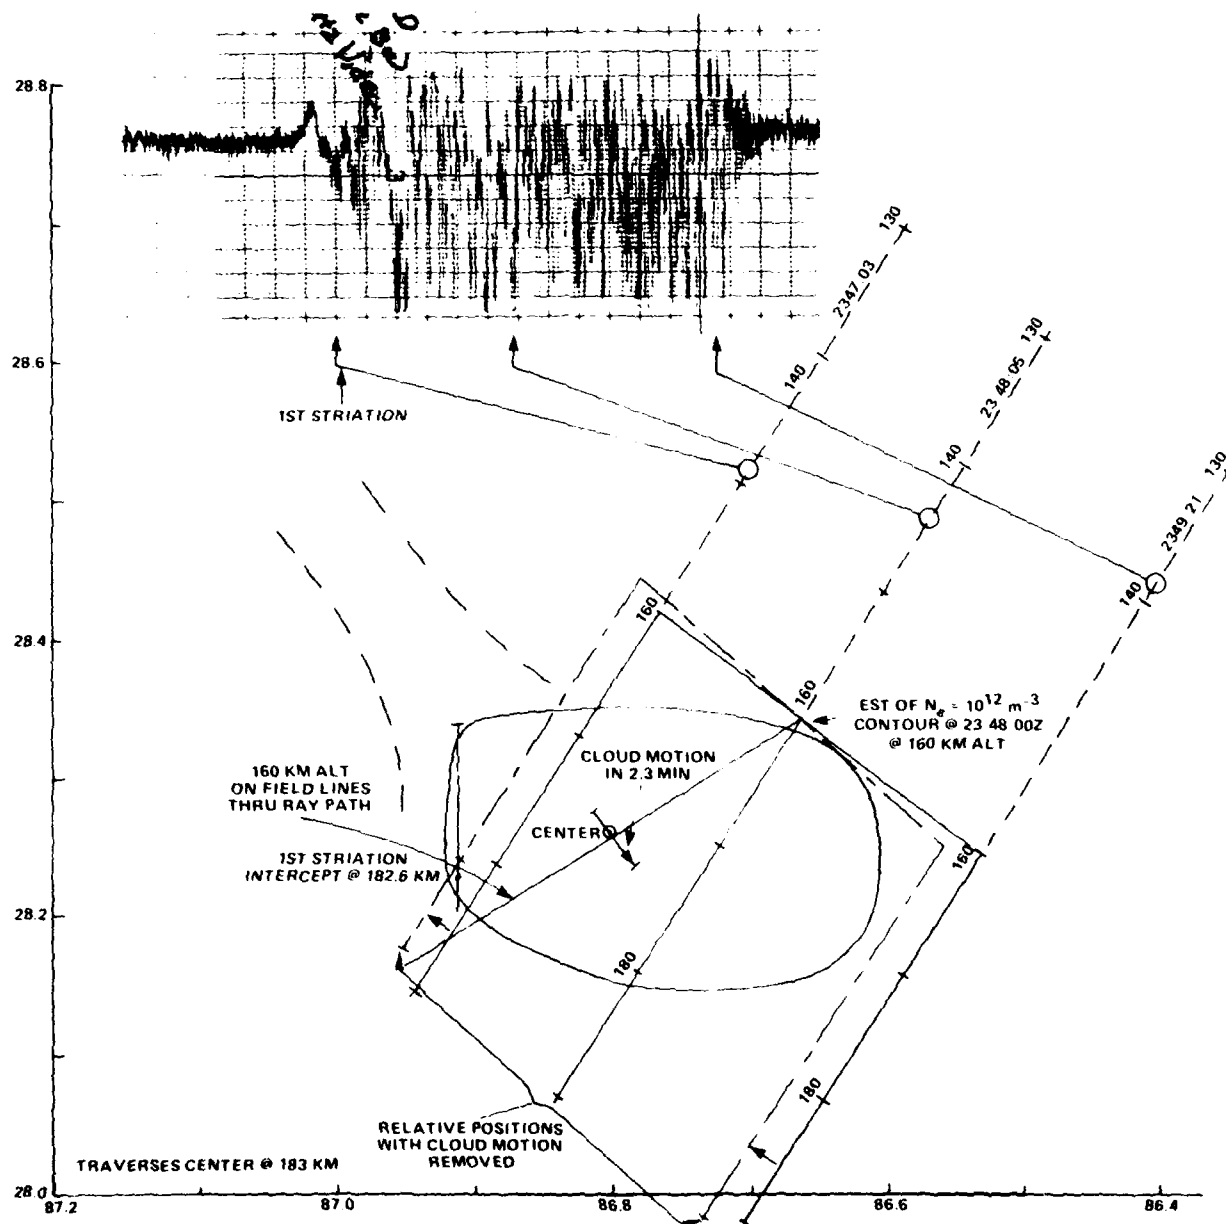 28.8
130
2347 03
130
28.6
140
23 48 05
1ST STRIATION
140
130
2349 21
140
160
28.4
160
EST OF Ne = 10^12 m^-3
CONTOUR @ 23 48 00Z
@ 160 KM ALT
CLOUD MOTION
IN 2.3 MIN
160 KM ALT
ON FIELD LINES
THRU RAY PATH
CENTER
160
1ST STRIATION
INTERCEPT @ 182.6 KM
28.2
180
180
RELATIVE POSITIONS
WITH CLOUD MOTION
REMOVED
TRAVERSES CENTER @ 183 KM
28.0
87.2
87.0
86.8
86.6
86.4